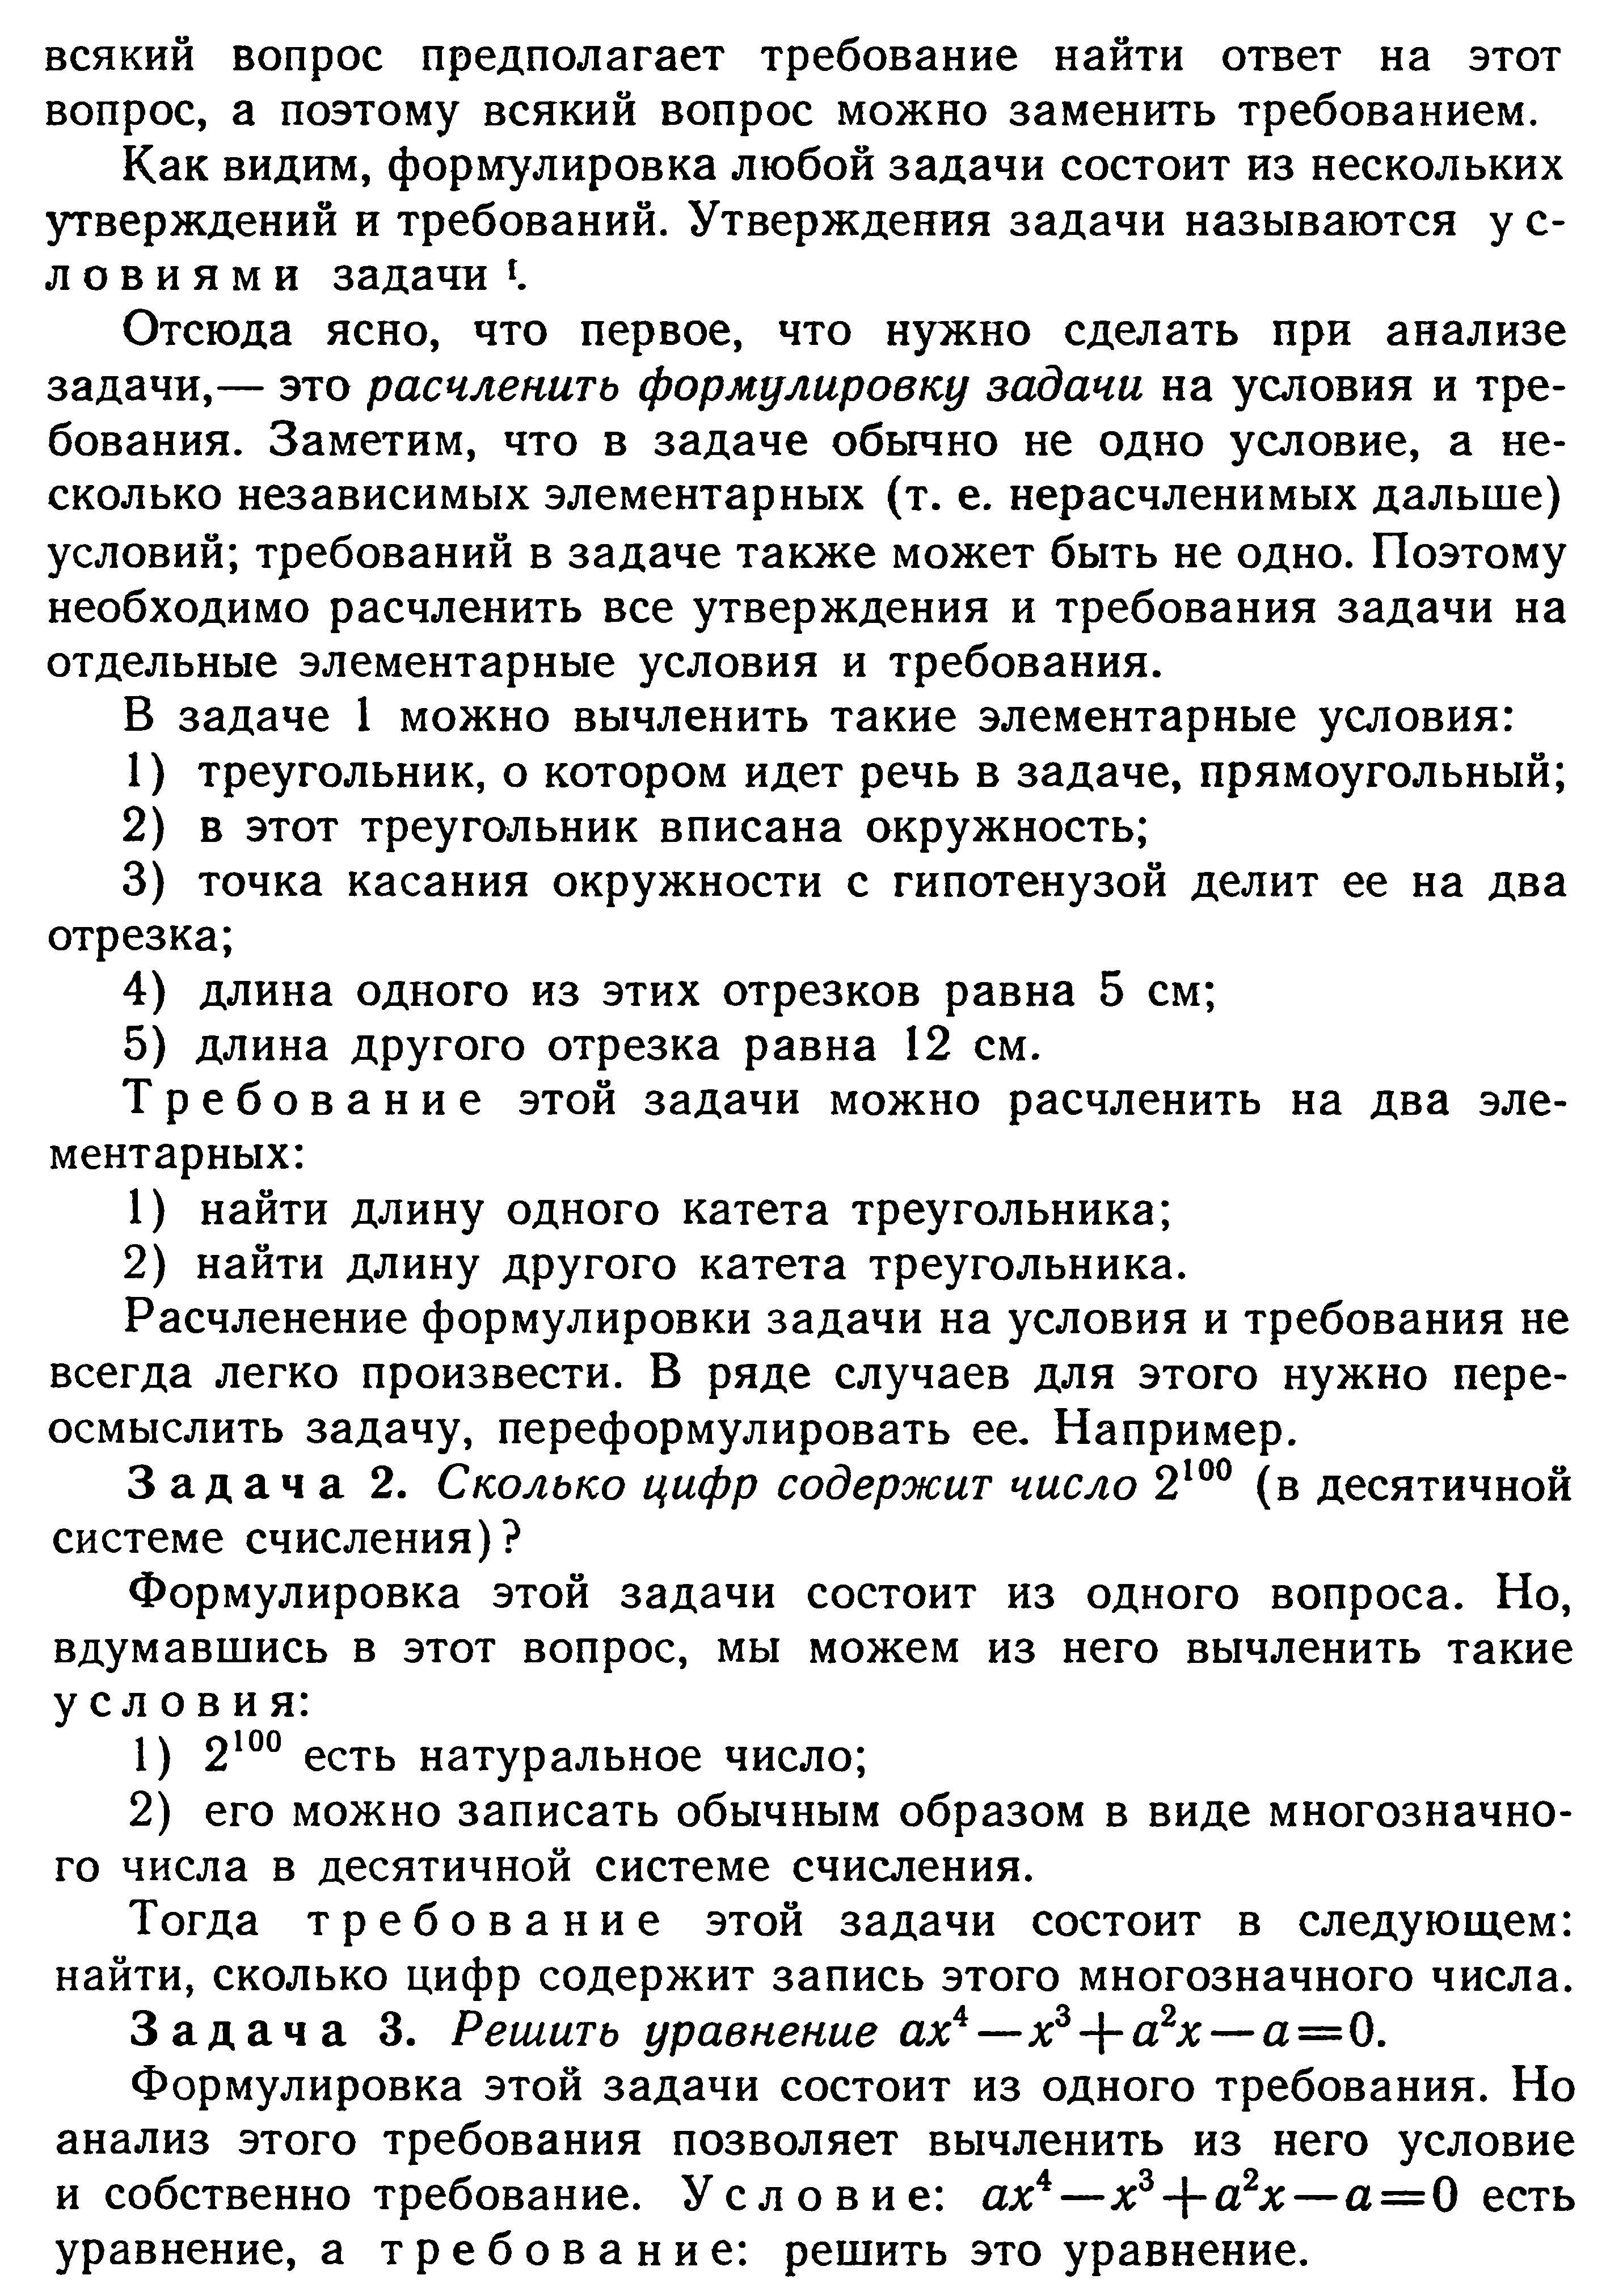 всякий вопрос предполагает требование найти ответ на этот
вопрос, а поэтому всякий вопрос можно заменить требованием.
Как видим, формулировка любой задачи состоит из нескольких
утверждений и требований. Утверждения задачи называются ус-
ловиями задачи ¹.
Отсюда ясно, что первое, что нужно сделать при анализе
задачи,— это расчленить формулировку задачи на условия и тре-
бования. Заметим, что в задаче обычно не одно условие, а не-
сколько независимых элементарных (т. е. нерасчленимых дальше)
условий; требований в задаче также может быть не одно. Поэтому
необходимо расчленить все утверждения и требования задачи на
отдельные элементарные условия и требования.
В задаче 1 можно вычленить такие элементарные условия:
1) треугольник, о котором идет речь в задаче, прямоугольный;
2) в этот треугольник вписана окружность;
3) точка касания окружности с гипотенузой делит ее на два
отрезка;
4) длина одного из этих отрезков равна 5 см;
5) длина другого отрезка равна 12 см.
Требование этой задачи можно расчленить на два эле-
ментарных:
1) найти длину одного катета треугольника;
2) найти длину другого катета треугольника.
Расчленение формулировки задачи на условия и требования не
всегда легко произвести. В ряде случаев для этого нужно пере-
осмыслить задачу, переформулировать ее. Например.
Задача 2. Сколько цифр содержит число 2¹⁰⁰ (в десятичной
системе счисления)?
Формулировка этой задачи состоит из одного вопроса. Но,
вдумавшись в этот вопрос, мы можем из него вычленить такие
условия:
1) 2¹⁰⁰ есть натуральное число;
2) его можно записать обычным образом в виде многозначно-
го числа в десятичной системе счисления.
Тогда требование этой задачи состоит в следующем:
найти, сколько цифр содержит запись этого многозначного числа.
Задача 3. Решить уравнение ax⁴—x³+a²x—a=0.
Формулировка этой задачи состоит из одного требования. Но
анализ этого требования позволяет вычленить из него условие
и собственно требование. Условие: ax⁴—x³+a²x—a=0 есть
уравнение, а требование: решить это уравнение.